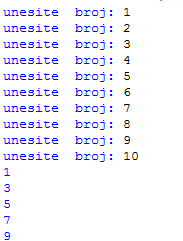 unesite broj: 1
unesite broj: 2
unesite broj: 3
unesite broj: 4
unesite broj: 5
unesite broj: 6
unesite broj: 7
unesite broj: 8
unesite broj: 9
unesite broj: 10
1
3
5
7
9